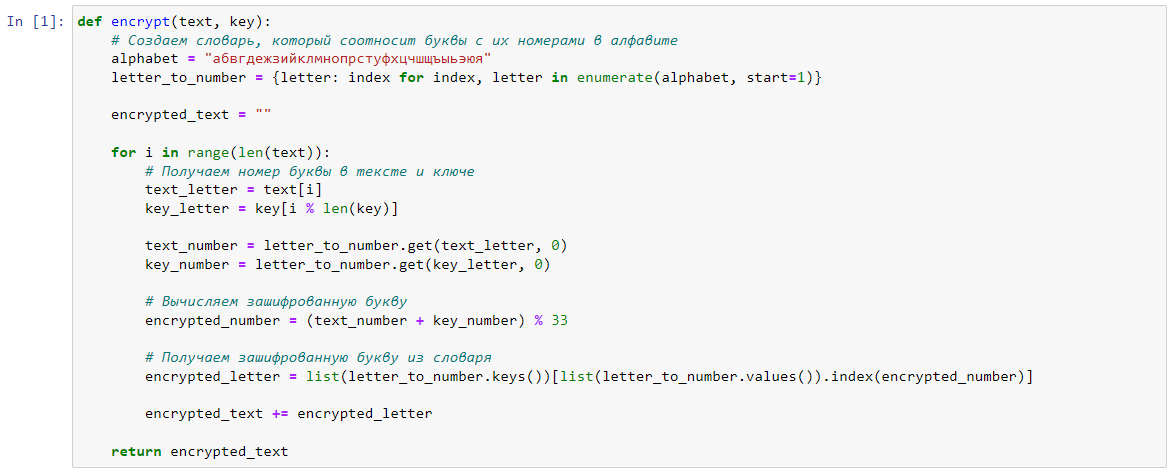 In [1]: def encrypt(text, key):
    # Создаем словарь, который соотносит буквы с их номерами в алфавите
    alphabet = "абвгдежзийклмнопрстуфхцчшщъыьэюя"
    letter_to_number = {letter: index for index, letter in enumerate(alphabet, start=1)}

    encrypted_text = ""

    for i in range(len(text)):
        # Получаем номер буквы в тексте и ключе
        text_letter = text[i]
        key_letter = key[i % len(key)]

        text_number = letter_to_number.get(text_letter, 0)
        key_number = letter_to_number.get(key_letter, 0)

        # Вычисляем зашифрованную букву
        encrypted_number = (text_number + key_number) % 33

        # Получаем зашифрованную букву из словаря
        encrypted_letter = list(letter_to_number.keys())[list(letter_to_number.values()).index(encrypted_number)]

        encrypted_text += encrypted_letter

    return encrypted_text